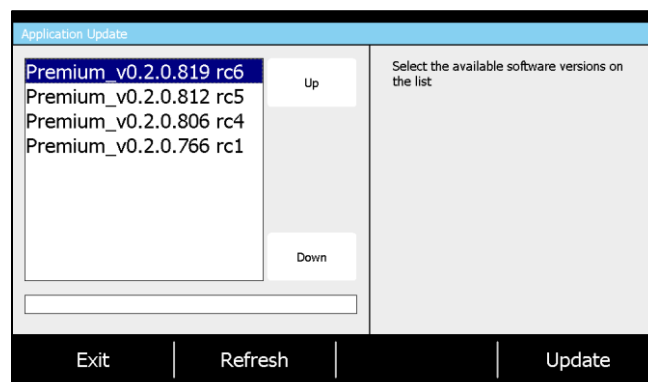 Application Update
Premium_v0.2.0.819 rc6
Premium_v0.2.0.812 rc5
Premium_v0.2.0.806 rc4
Premium_v0.2.0.766 rc1
Up
Down
Select the available software versions on
the list
Exit
Refresh
Update